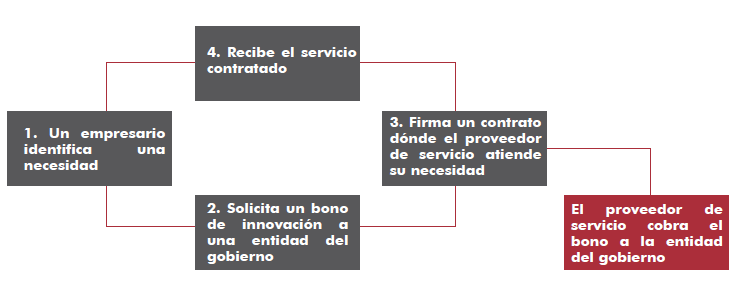 4. Recibe el servicio
contratado
1. Un empresario
identifica una
necesidad
3. Firma un contrato
dónde el proveedor
de servicio atiende
su necesidad
2. Solicita un bono
de innovación a
una entidad del
gobierno
El proveedor de
servicio cobra el
bono a la entidad
del gobierno